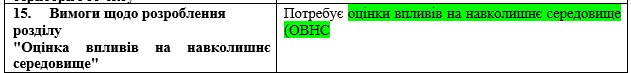 15. Вимоги щодо розроблення
розділу
"Оцінка впливів на навколишнє
середовище"
Потребує оцінки впливів на навколишнє середовище
(ОВНС